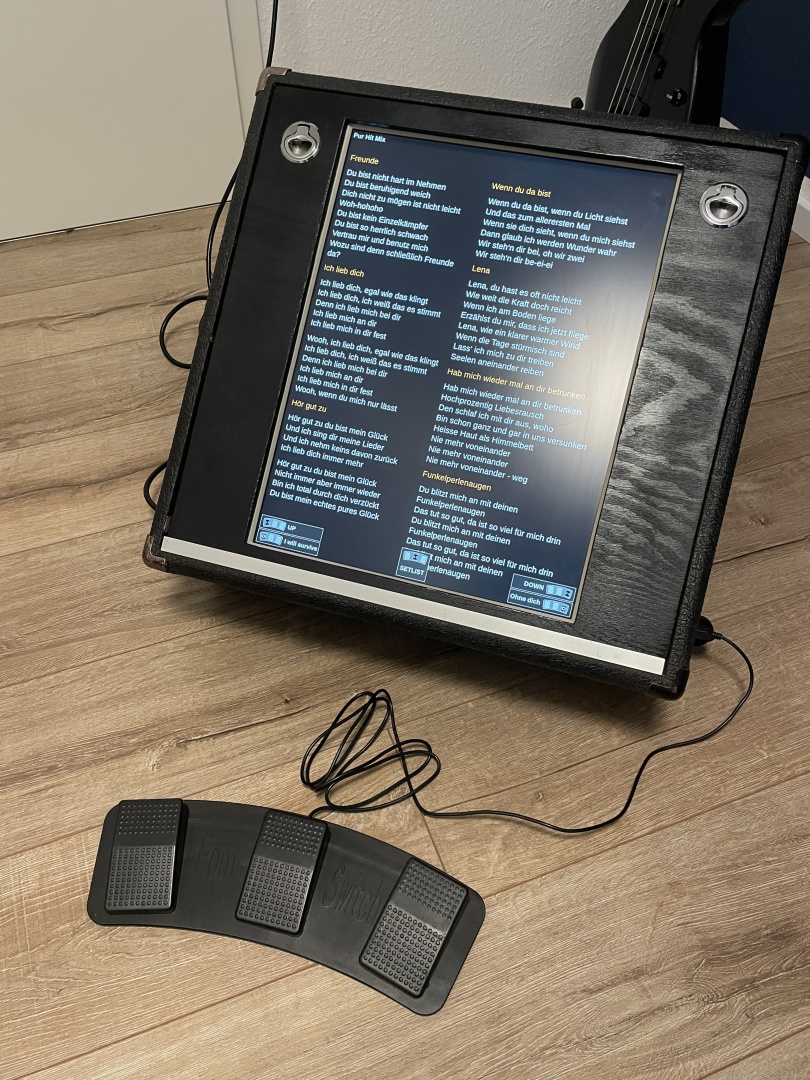 Pur Hit Mix
Freunde
Du bist nicht hart im Nehmen
Du bist beruhigend weich
Dich nicht zu mögen ist nicht leicht
Woh-hohoho
Du bist kein Einzelkämpfer
Du bist so herrlich schwach
Vertrau mir und benutz mich
Wozu sind denn schließlich Freunde
da?
Ich lieb dich
Ich lieb dich, egal wie das klingt
Ich lieb dich, ich weiß das es stimmt
Denn ich lieb mich bei dir
Ich lieb mich an dir
Ich lieb mich in dir fest
Wooh, ich lieb dich, egal wie das klingt
Ich lieb dich, ich weiß das es stimmt
Denn ich lieb mich bei dir
Ich lieb mich an dir
Ich lieb mich in dir fest
Wooh, wenn du mich nur lässt
Hör gut zu
Hör gut zu du bist mein Glück
Und ich sing dir meine Lieder
Und ich nehm keins davon zurück
Ich lieb dich immer mehr
Hör gut zu du bist mein Glück
Nicht immer aber immer wieder
Bin ich total durch dich verzückt
Du bist mein echtes pures Glück
Wenn du da bist
Wenn du da bist, wenn du Licht siehst
Und das zum allerersten Mal
Wenn sie dich sieht, wenn du mich siehst
Dann glaub ich werden Wunder wahr
Wir steh'n dir bei, oh wir zwei
Wir steh'n dir be-ei-ei
Lena
Lena, du hast es oft nicht leicht
Wie weit die Kraft doch reicht
Wenn ich am Boden liege
Erzählst du mir, dass ich jetzt fliege
Lena, wie ein klarer warmer Wind
Wenn die Tage stürmisch sind
Lass' ich mich zu dir treiben
Seelen aneinander reiben
Hab mich wieder mal an dir betrunken
Hab mich wieder mal an dir betrunken
Hochprozentig Liebesrausch
Den schlaf ich mit dir aus, woho
Bin schon ganz und gar in uns versunken
Heisse Haut als Himmelbett
Nie mehr voneinander
Nie mehr voneinander
Nie mehr voneinander - weg
Funkelperlenaugen
Du blitzt mich an mit deinen
Funkelperlenaugen
Das tut so gut, da ist so viel für mich drin
Du blitzt mich an mit deinen
Funkelperlenaugen
Das tut so gut, da ist so viel für mich drin
t mich an mit deinen
erlenaugen
UP
I will survive
SETLIST
DOWN
Ohne dich
Foot Switch